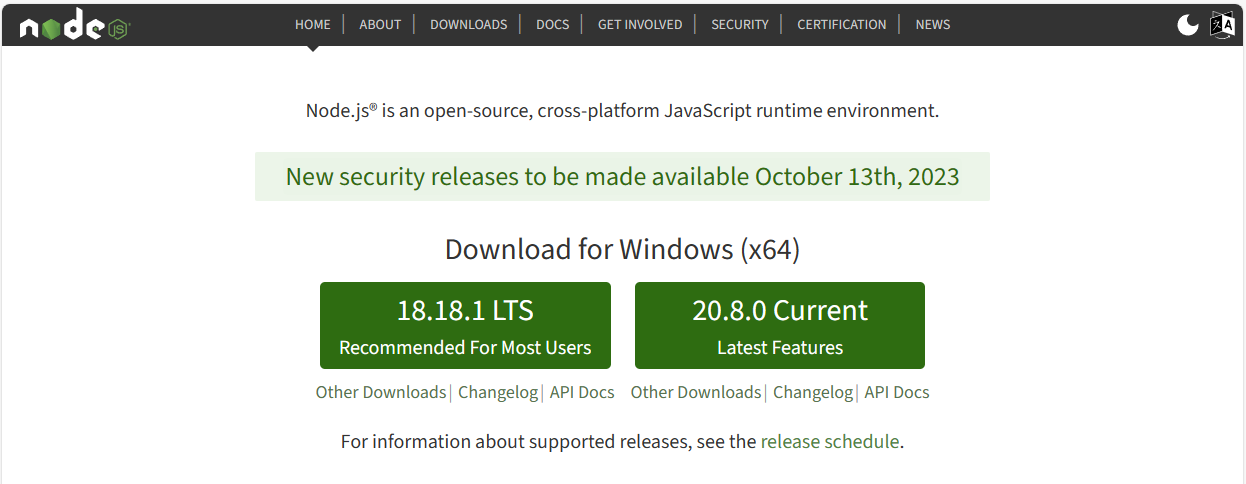 node JS
HOME | ABOUT | DOWNLOADS | DOCS | GET INVOLVED | SECURITY | CERTIFICATION | NEWS
Node.js® is an open-source, cross-platform JavaScript runtime environment.
New security releases to be made available October 13th, 2023
Download for Windows (x64)
18.18.1 LTS
Recommended For Most Users
20.8.0 Current
Latest Features
Other Downloads | Changelog | API Docs
Other Downloads | Changelog | API Docs
For information about supported releases, see the release schedule.